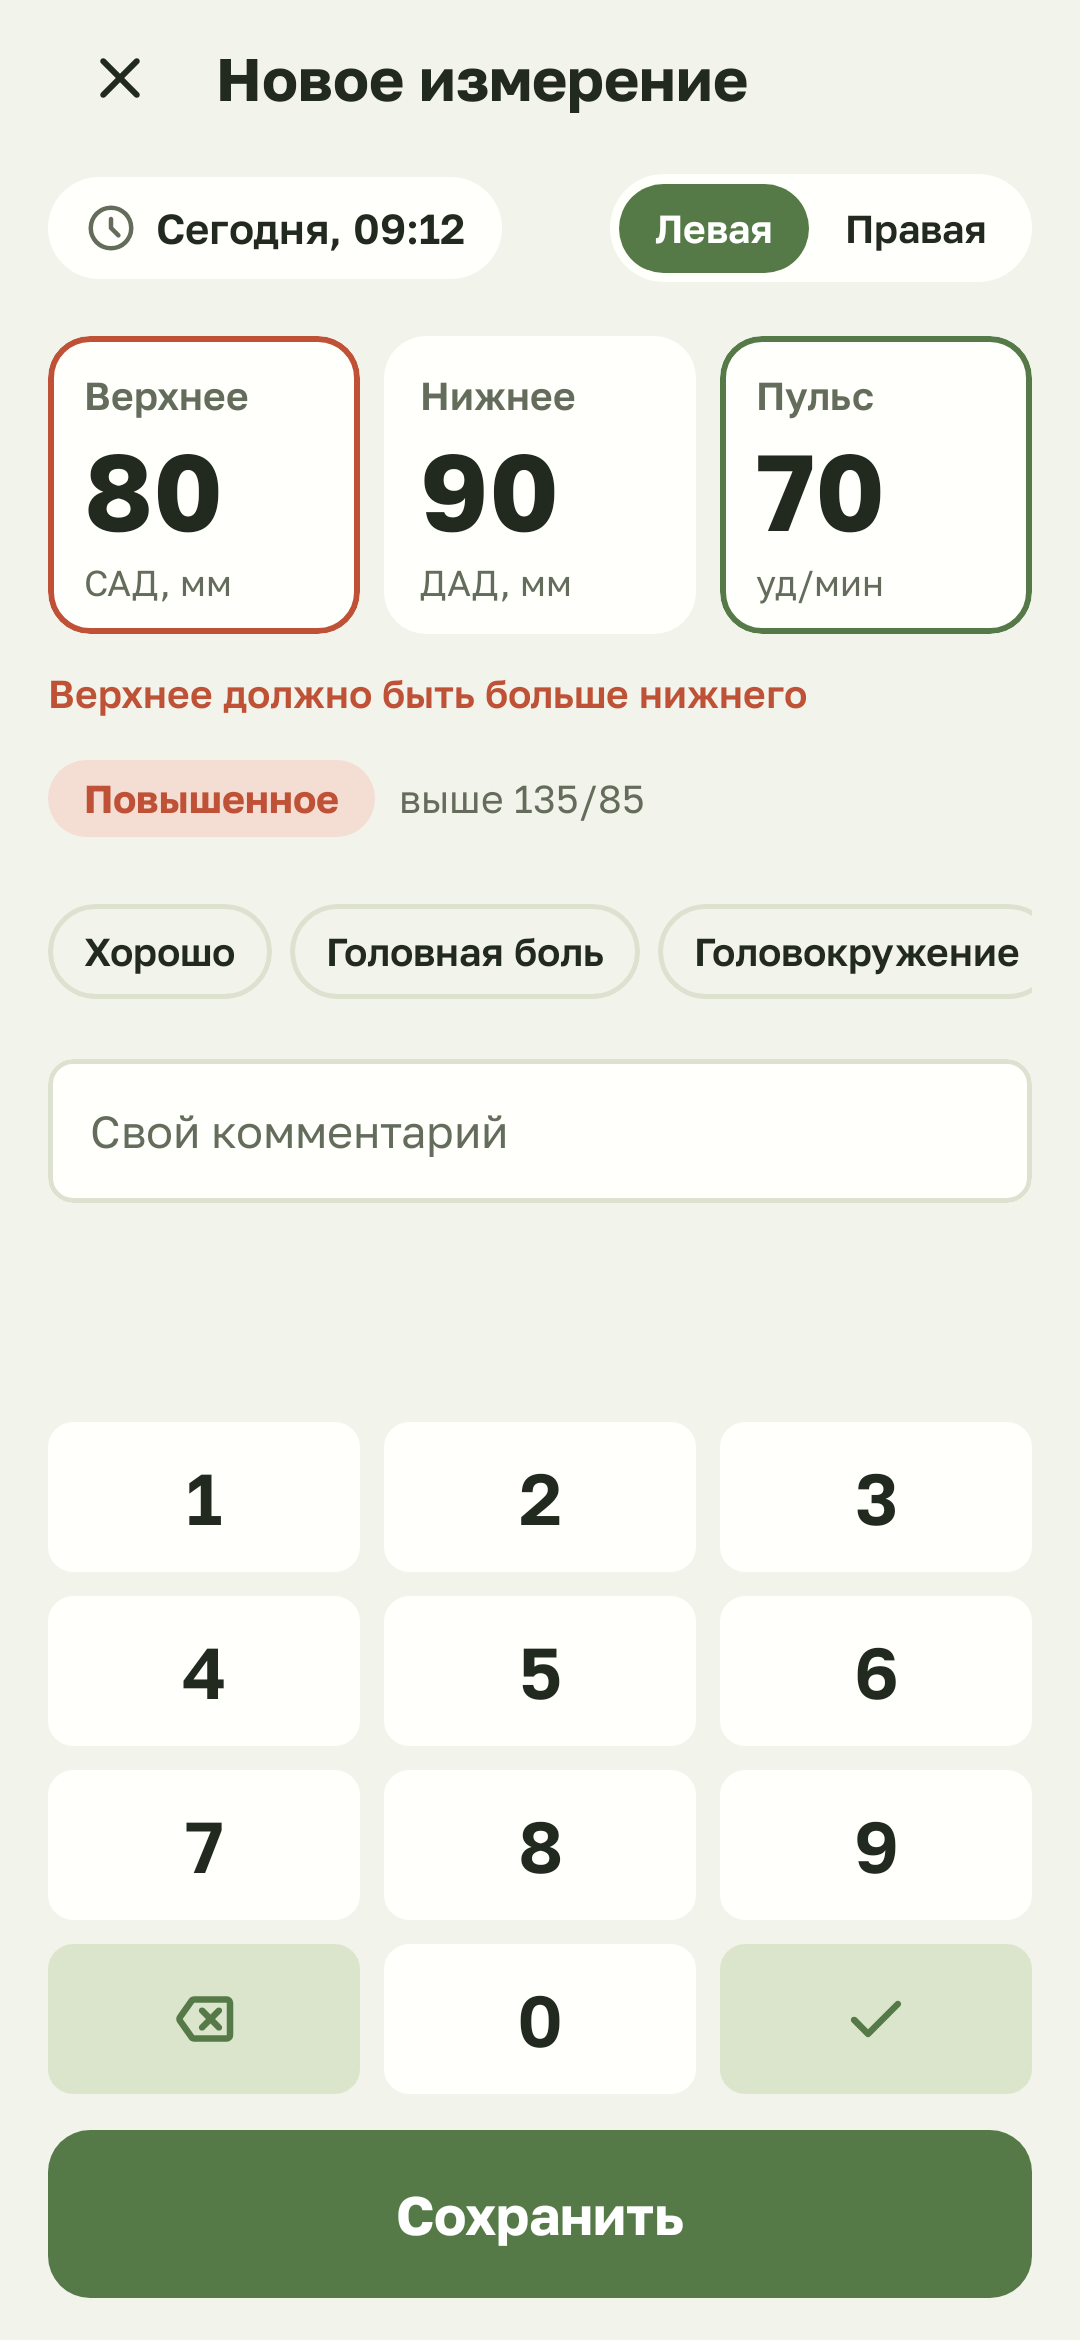 Новое измерение
Сегодня, 09:12
Левая Правая
Верхнее Нижнее Пульс
80 90 70
САД, мм ДАД, мм уд/мин
Верхнее должно быть больше нижнего
Повышенное выше 135/85
Хорошо Головная боль Головокружение
Свой комментарий
1 2 3
4 5 6
7 8 9
0
Сохранить